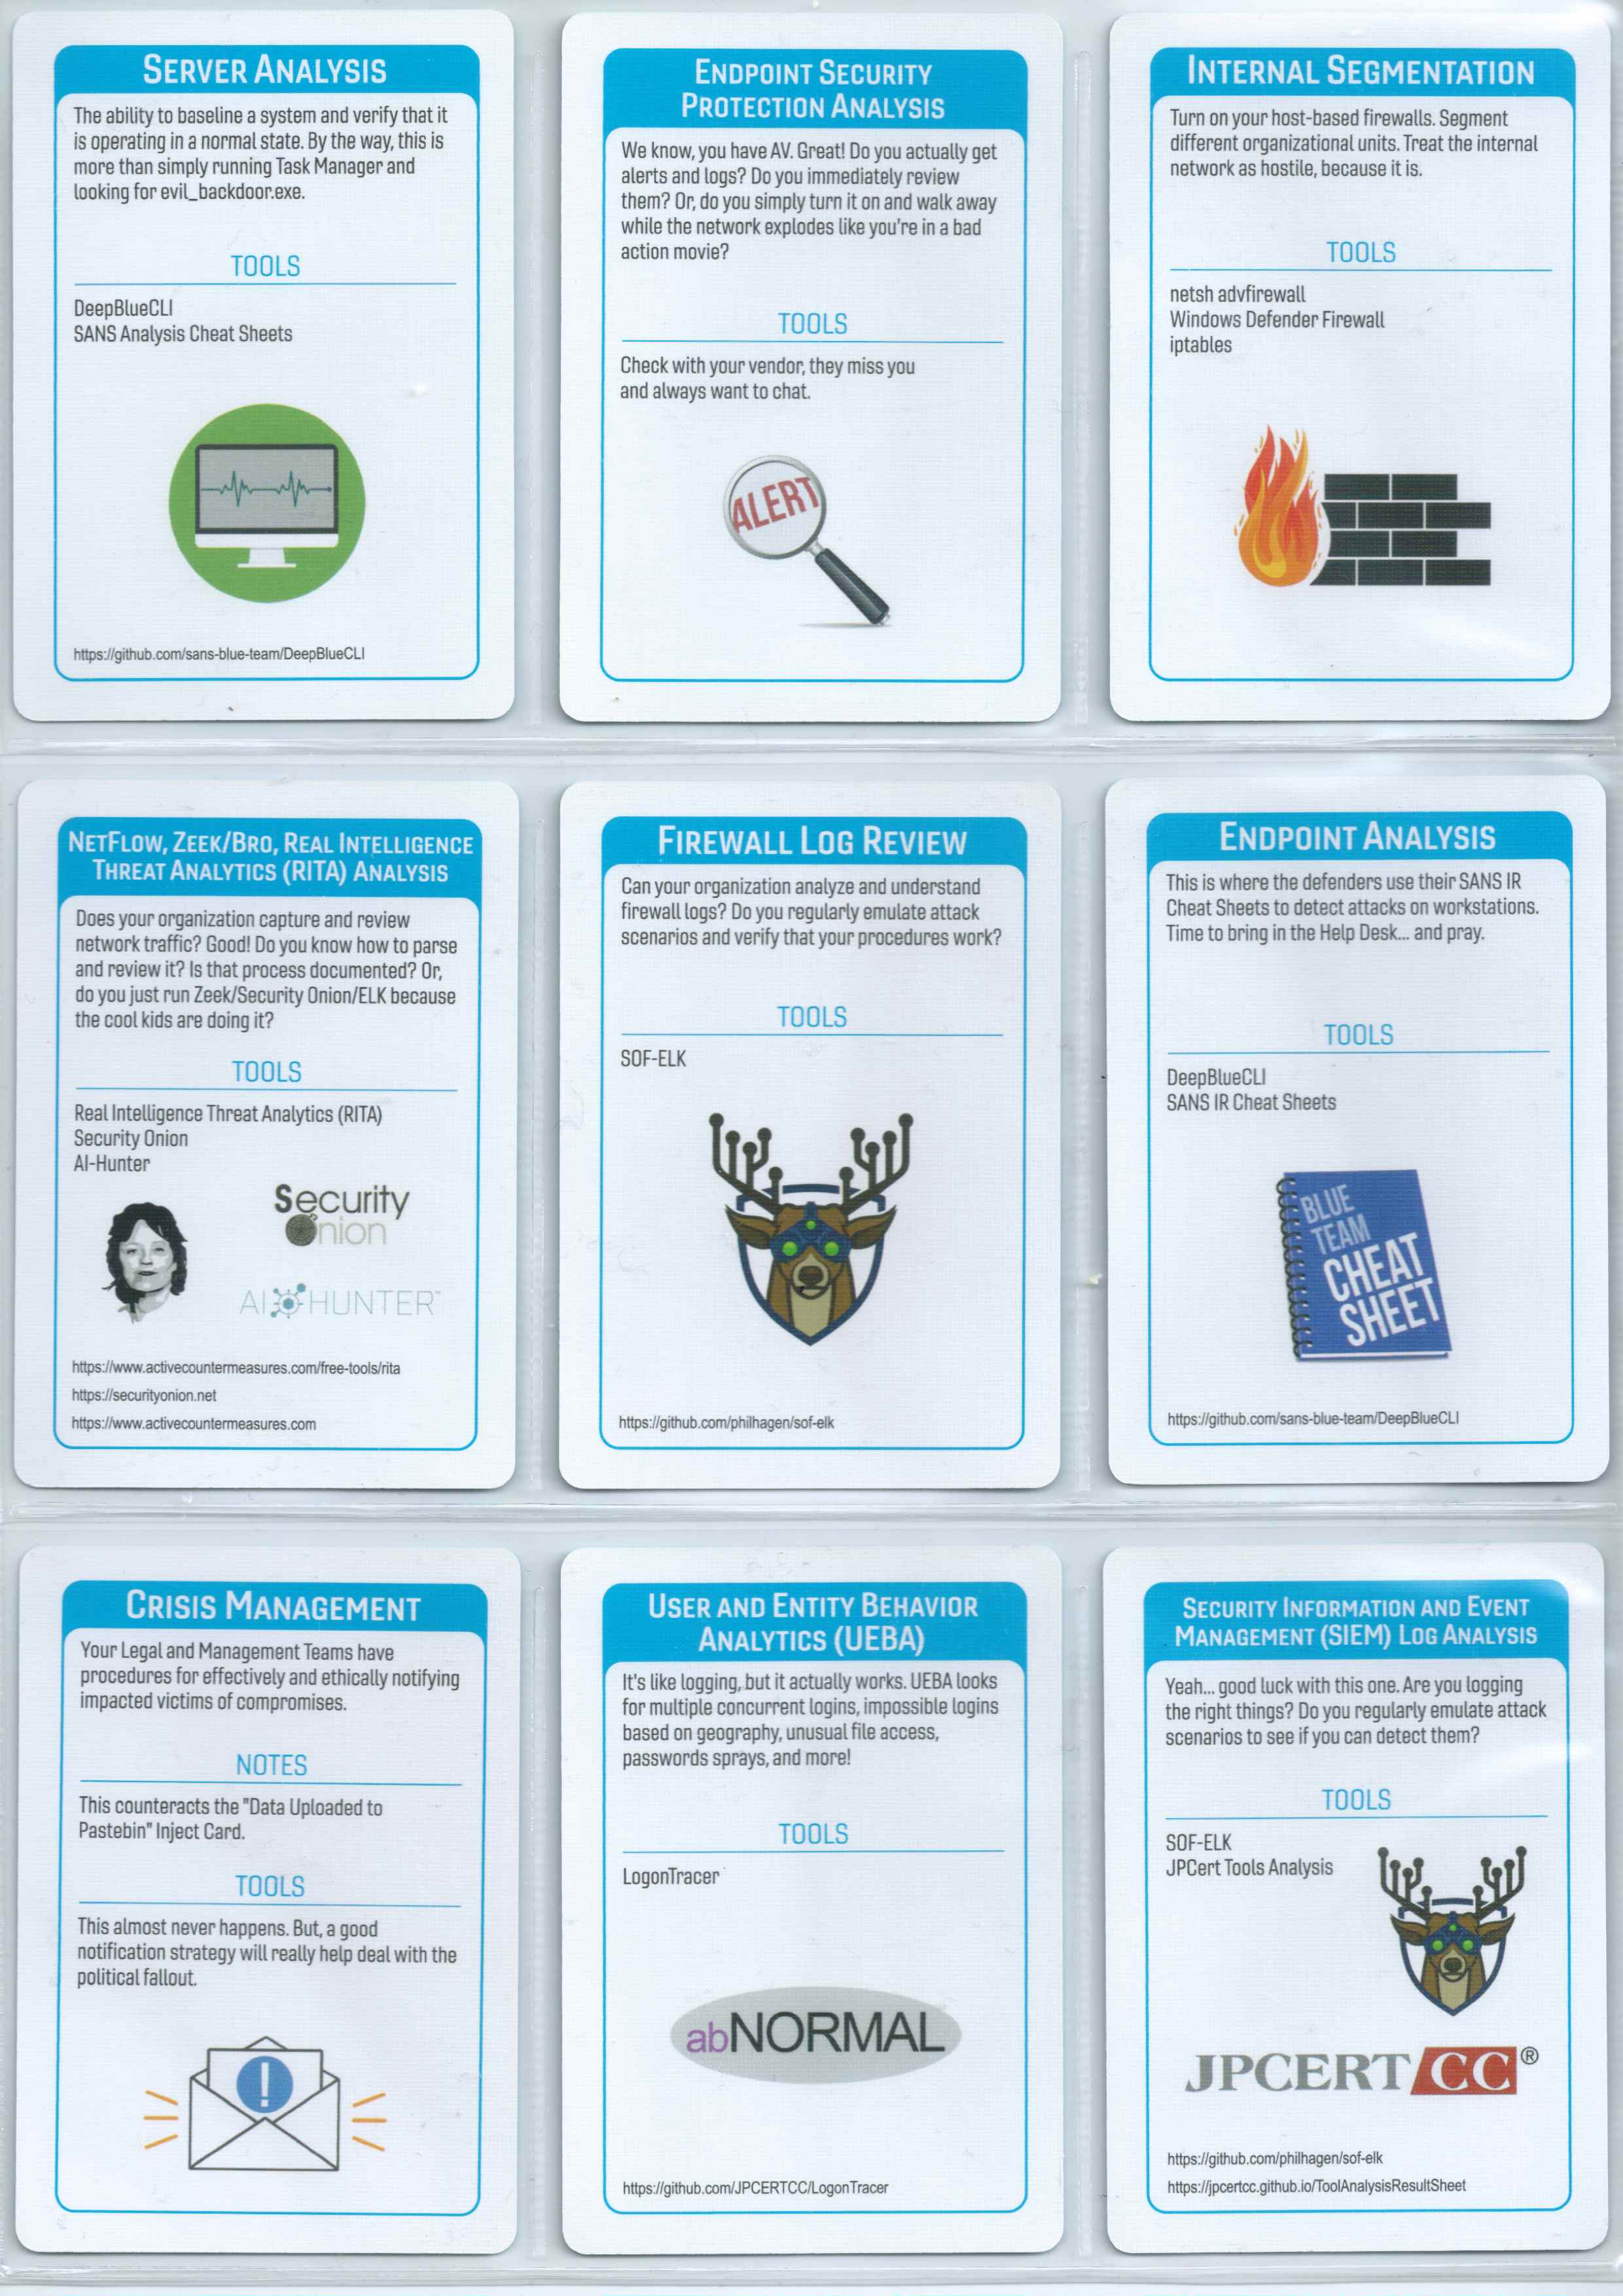 SERVER ANALYSIS
The ability to baseline a system and verify that it
is operating in a normal state. By the way, this is
more than simply running Task Manager and
looking for evil_backdoor.exe.
TOOLS
DeepBlueCLI
SANS Analysis Cheat Sheets
https://github.com/sans-blue-team/DeepBlueCLI
ENDPOINT SECURITY
PROTECTION ANALYSIS
We know, you have AV. Great! Do you actually get
alerts and logs? Do you immediately review
them? Or, do you simply turn it on and walk away
while the network explodes like you're in a bad
action movie?
TOOLS
Check with your vendor, they miss you
and always want to chat.
ALERT
INTERNAL SEGMENTATION
Turn on your host-based firewalls. Segment
different organizational units. Treat the internal
network as hostile, because it is.
TOOLS
netsh advfirewall
Windows Defender Firewall
iptables
NETFLOW, ZEEK/BRO, REAL INTELLIGENCE
THREAT ANALYTICS (RITA) ANALYSIS
Does your organization capture and review
network traffic? Good! Do you know how to parse
and review it? Is that process documented? Or,
do you just run Zeek/Security Onion/ELK because
the cool kids are doing it?
TOOLS
Real Intelligence Threat Analytics (RITA)
Security Onion
AI-Hunter
Security
Onion
AI HUNTER™
https://www.activecountermeasures.com/free-tools/rita
https://securityonion.net
https://www.activecountermeasures.com
FIREWALL LOG REVIEW
Can your organization analyze and understand
firewall logs? Do you regularly emulate attack
scenarios and verify that your procedures work?
TOOLS
SOF-ELK
https://github.com/philhagen/sof-elk
ENDPOINT ANALYSIS
This is where the defenders use their SANS IR
Cheat Sheets to detect attacks on workstations.
Time to bring in the Help Desk... and pray.
TOOLS
DeepBlueCLI
SANS IR Cheat Sheets
BLUE
TEAM
CHEAT
SHEET
https://github.com/sans-blue-team/DeepBlueCLI
CRISIS MANAGEMENT
Your Legal and Management Teams have
procedures for effectively and ethically notifying
impacted victims of compromises.
NOTES
This counteracts the "Data Uploaded to
Pastebin" Inject Card.
TOOLS
This almost never happens. But, a good
notification strategy will really help deal with the
political fallout.
!
USER AND ENTITY BEHAVIOR
ANALYTICS (UEBA)
It's like logging, but it actually works. UEBA looks
for multiple concurrent logins, impossible logins
based on geography, unusual file access,
passwords sprays, and more!
TOOLS
LogonTracer
abNORMAL
https://github.com/JPCERTCC/LogonTracer
SECURITY INFORMATION AND EVENT
MANAGEMENT (SIEM) LOG ANALYSIS
Yeah... good luck with this one. Are you logging
the right things? Do you regularly emulate attack
scenarios to see if you can detect them?
TOOLS
SOF-ELK
JPCert Tools Analysis
JPCERT CC®
https://github.com/philhagen/sof-elk
https://jpcertcc.github.io/ToolAnalysisResultSheet